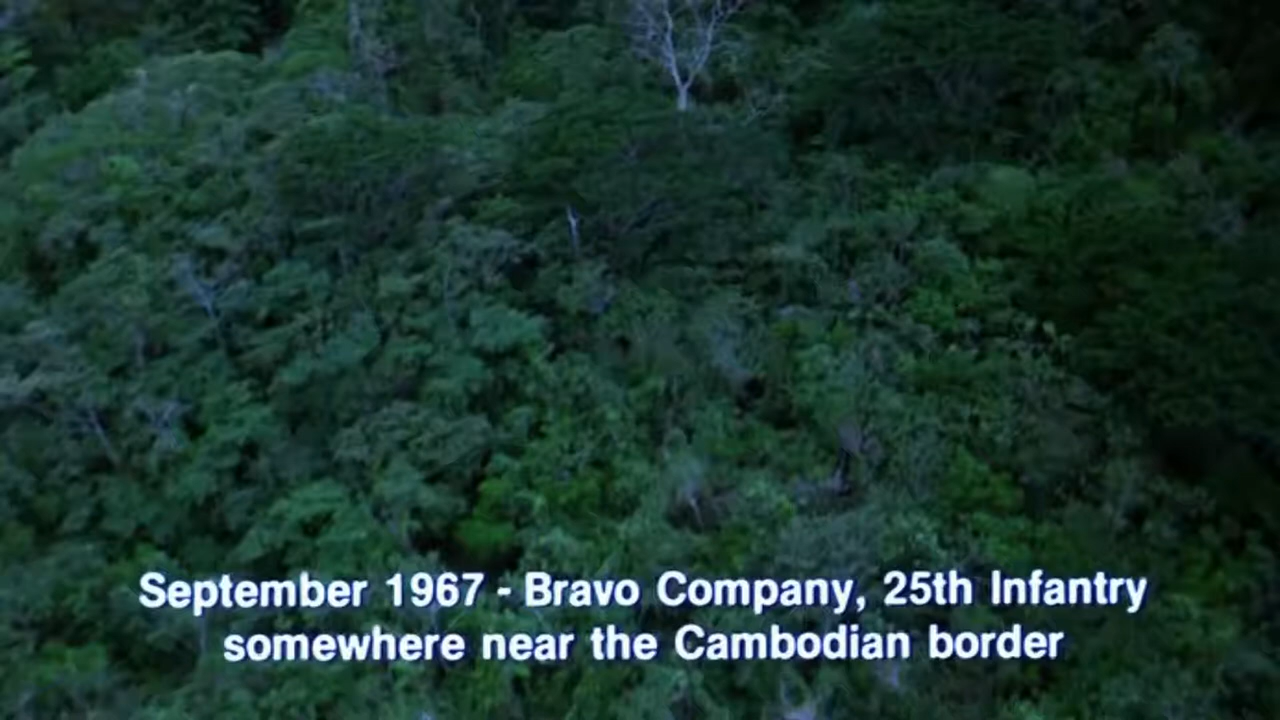 September 1967 - Bravo Company, 25th Infantry
somewhere near the Cambodian border